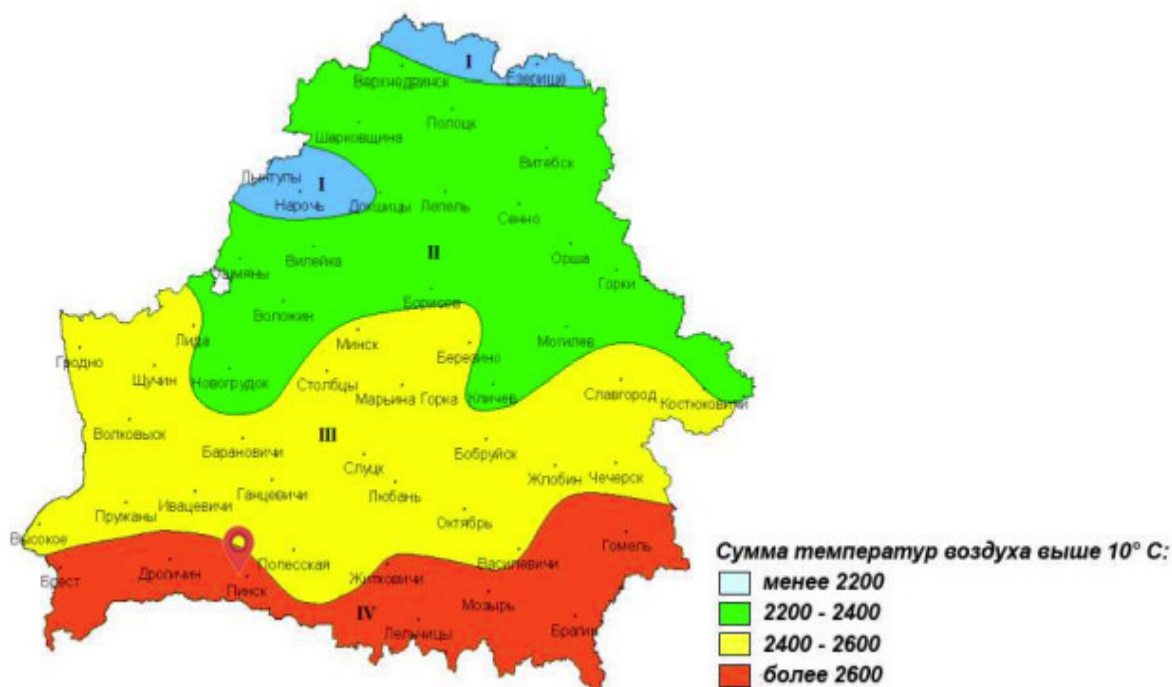 I
Верхнедвинск
Езерище
Полоцк
Шарковщина
Витебск
Лынтупы
I
Нарочь
Докшицы
Лепель
Сенно
II
Орша
Ошмяны
Вилейка
Горки
Борисов
Воложин
Лида
Минск
Могилев
Гродно
Березино
Щучин
Новогрудок
Столбцы
Марьина Горка
Кличев
Славгород
Костюковичи
Волковыск
III
Барановичи
Слуцк
Бобруйск
Жлобин
Чечерск
Ганцевичи
Любань
Ивацевичи
Пружаны
Октябрь
Высокое
Полесская
Василевичи
Гомель
Брест
Дрогичин
Житковичи
Пинск
Мозырь
IV
Лельчицы
Брагин
Сумма температур воздуха выше 10° С:
менее 2200
2200 - 2400
2400 - 2600
более 2600